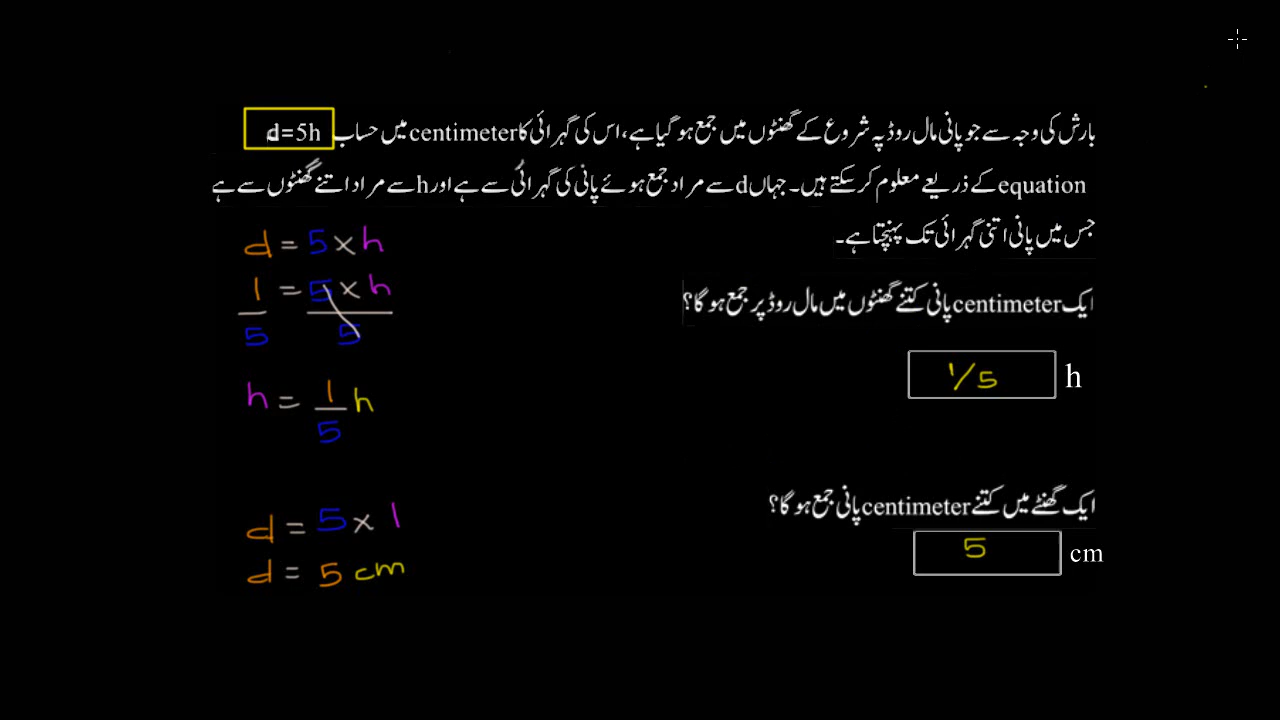 بارش کی وجہ سے جو پانی مال روڈ پہ شروع کے گھنٹوں میں جمع ہو گیا ہے، اس کی گہرائی کا centimeter میں حساب d=5h
equation کے ذریعے معلوم کر سکتے ہیں۔ جہاں d سے مراد جمع ہوئے پانی کی گہرائی سے ہے اور h سے مراد اتنے گھنٹوں سے ہے
جس میں پانی اتنی گہرائی تک پہنچتا ہے۔
d = 5 × h
1/5 = 5 × h/5
h = 1/5 h
ایک centimeter پانی کتنے گھنٹوں میں مال روڈ پر جمع ہو گا؟
1/5 h
ایک گھنٹے میں کتنے centimeter پانی جمع ہو گا؟
5 cm
d = 5 × 1
d = 5 cm